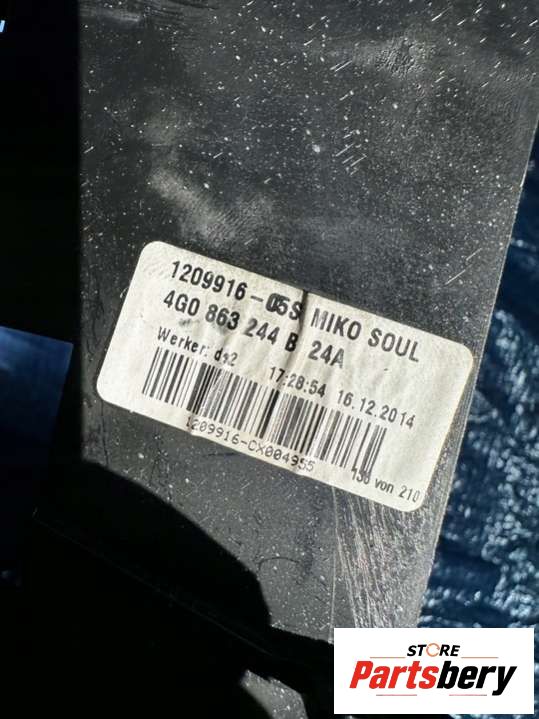 1209916-05S MIKO SOUL
4G0 863 244 B 24A
Werker: ds2 17:28:54 16.12.2014
1209916-CX004955
136 von 210
STORE
Partsbery